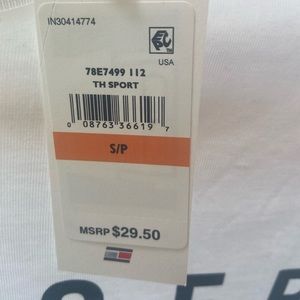 IN30414774
USA
78E7499 112
TH SPORT
0 08763 36619 7
S/P
MSRP $29.50